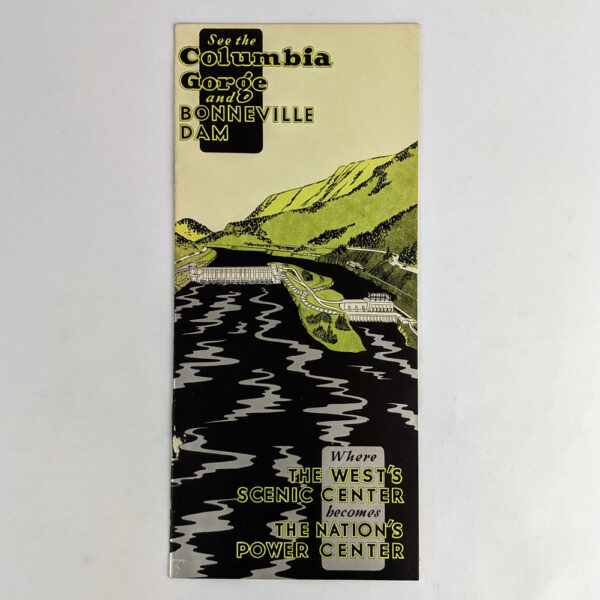 See the
Columbia
Gorge
and
BONNEVILLE
DAM
Where
THE WEST'S
SCENIC CENTER
becomes
THE NATION'S
POWER CENTER